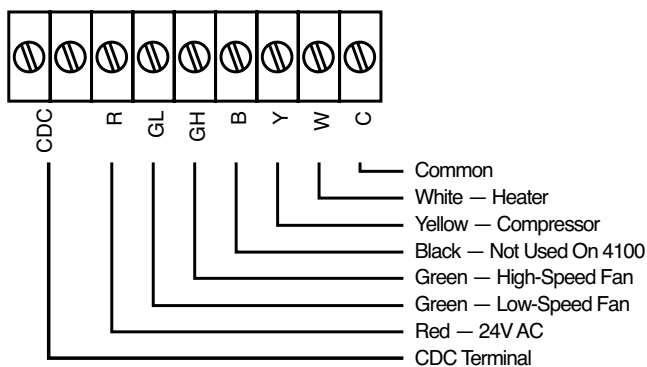 CDC R GL GH B Y W C
Common
White — Heater
Yellow — Compressor
Black — Not Used On 4100
Green — High-Speed Fan
Green — Low-Speed Fan
Red — 24V AC
CDC Terminal